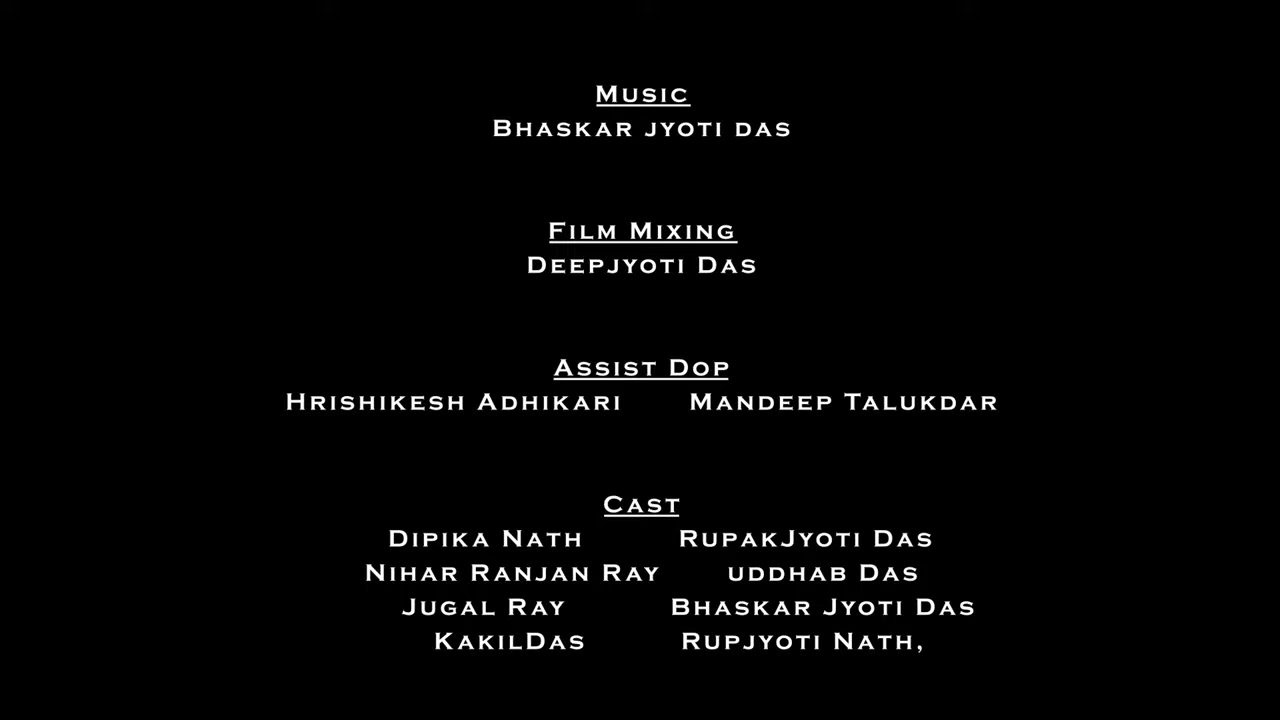 Music
Bhaskar jyoti das
Film Mixing
Deepjyoti Das
Assist Dop
Hrishikesh Adhikari Mandeep Talukdar
Cast
Dipika Nath RupakJyoti Das
Nihar Ranjan Ray uddhab Das
Jugal Ray Bhaskar Jyoti Das
KakilDas Rupjyoti Nath,